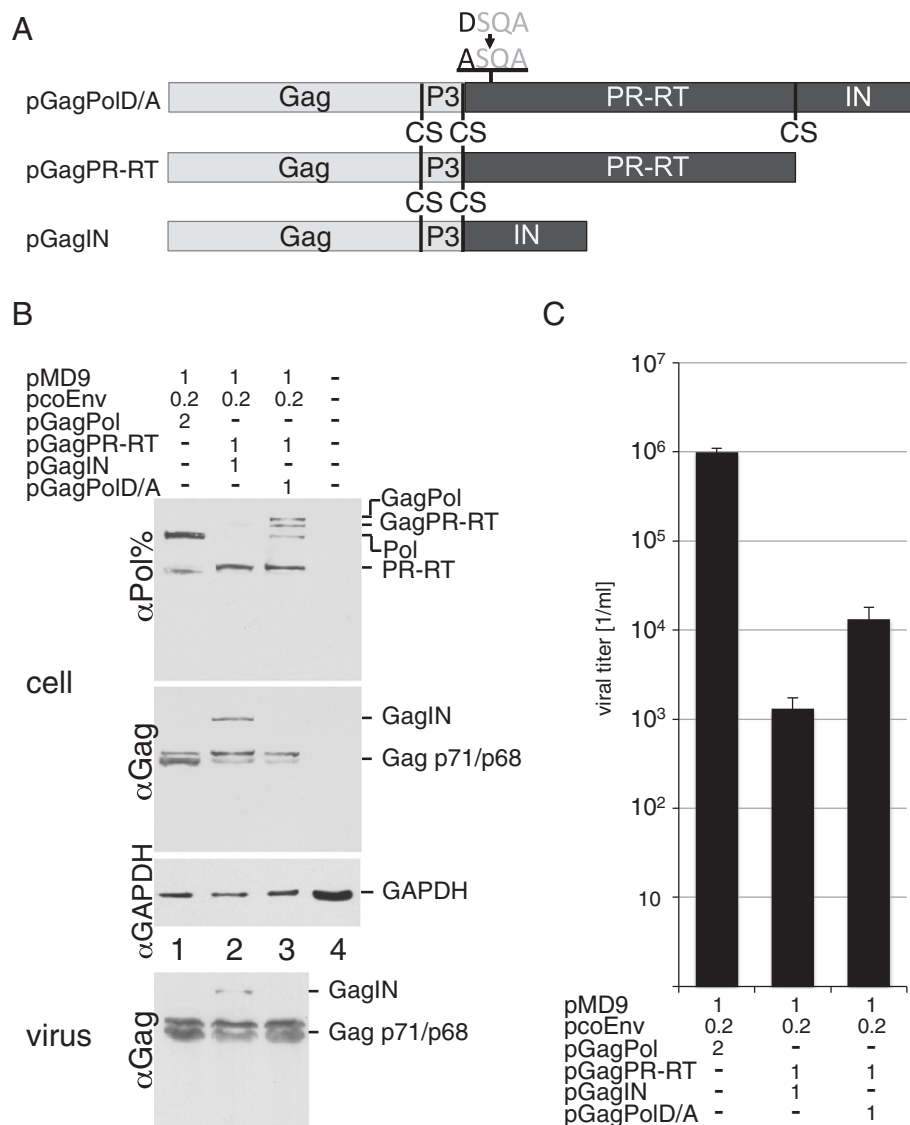 A
DSQA
ASQA
pGagPolD/A Gag P3 PR-RT IN
CS CS CS
pGagPR-RT Gag P3 PR-RT
CS CS
pGagIN Gag P3 IN
B
pMD9 1 1 1 -
pcoEnv 0.2 0.2 0.2 -
pGagPol 2 - - -
pGagPR-RT - 1 1 -
pGagIN - 1 - -
pGagPolD/A - - 1 -
αPol%
GagPol
GagPR-RT
Pol
PR-RT
cell
αGag
GagIN
Gag p71/p68
αGAPDH
GAPDH
1 2 3 4
virus
αGag
GagIN
Gag p71/p68
C
viral titer [1/ml]
10⁷
10⁶
10⁵
10⁴
10³
10²
10
pMD9 1 1 1
pcoEnv 0.2 0.2 0.2
pGagPol 2 - -
pGagPR-RT - 1 1
pGagIN - 1 -
pGagPolD/A - - 1